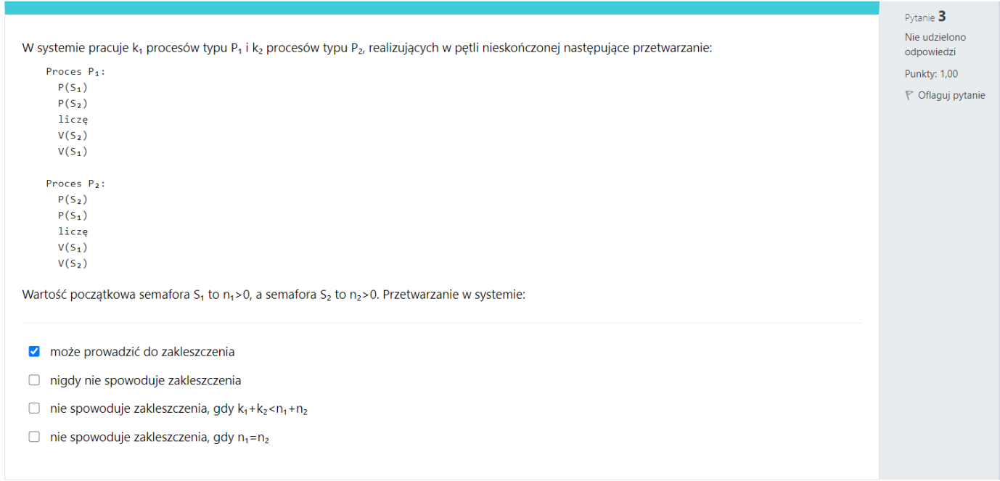 W systemie pracuje k₁ procesów typu P₁ i k₂ procesów typu P₂, realizujących w pętli nieskończonej następujące przetwarzanie:
Proces P₁:
P(S₁)
P(S₂)
liczę
V(S₂)
V(S₁)
Proces P₂:
P(S₂)
P(S₁)
liczę
V(S₁)
V(S₂)
Wartość początkowa semafora S₁ to n₁>0, a semafora S₂ to n₂>0. Przetwarzanie w systemie:
może prowadzić do zakleszczenia
nigdy nie spowoduje zakleszczenia
nie spowoduje zakleszczenia, gdy k₁+k₂<n₁+n₂
nie spowoduje zakleszczenia, gdy n₁=n₂
Pytanie 3
Nie udzielono
odpowiedzi
Punkty: 1,00
Oflaguj pytanie